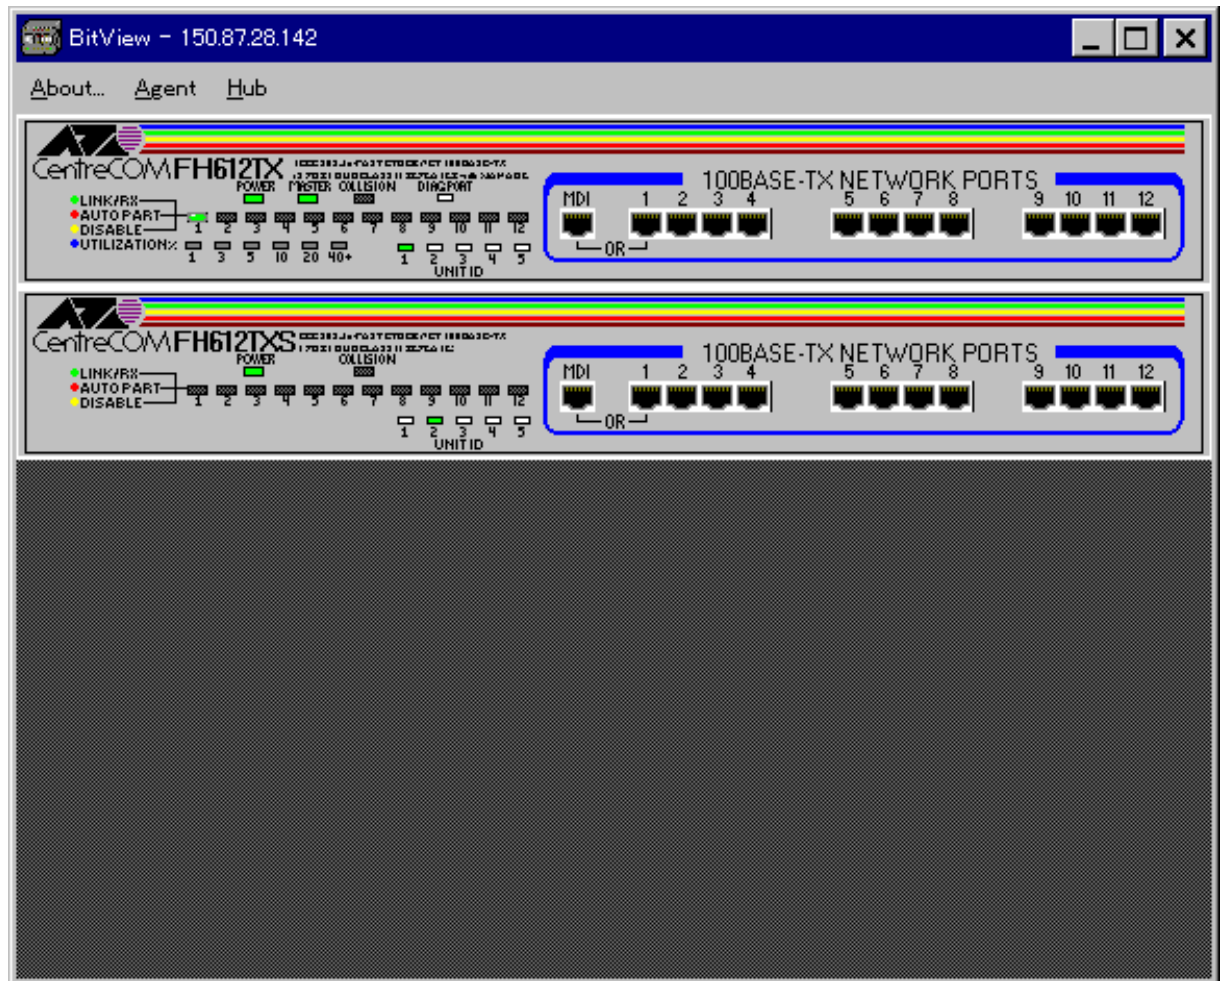 BitView - 150.87.28.142
About... Agent Hub
CentreCOM FH612TX
POWER MASTER COLLISION DIAGPORT
LINK/RX
AUTO PART
DISABLE
1 2 3 4 5 6 7 8 9 10 11 12
UTILIZATION%
1 3 5 10 20 40+
1 2 3 4 5
UNIT ID
100BASE-TX NETWORK PORTS
MDI 1 2 3 4 5 6 7 8 9 10 11 12
OR
CentreCOM FH612TXS
POWER COLLISION
LINK/RX
AUTO PART
DISABLE
1 2 3 4 5 6 7 8 9 10 11 12
1 2 3 4 5
UNIT ID
100BASE-TX NETWORK PORTS
MDI 1 2 3 4 5 6 7 8 9 10 11 12
OR